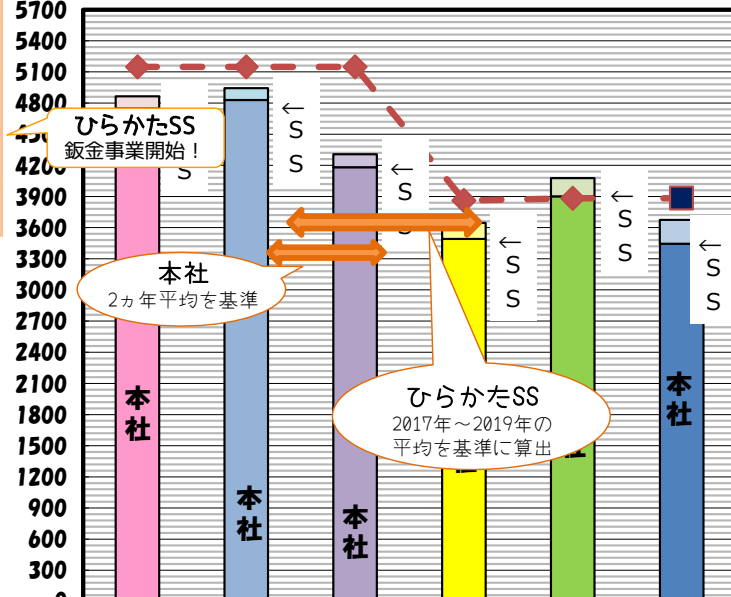 5700
5400
5100
4800
4200
3900
3600
3300
3000
2700
2400
2100
1800
1500
1200
900
600
300
ひらかたSS
鈑金事業開始！
S
←
S
S
←
S
←
S
S
←
S
S
←
S
S
本社
2ヵ年平均を基準
ひらかたSS
2017年～2019年の
平均を基準に算出
本社
本社
本社
本社